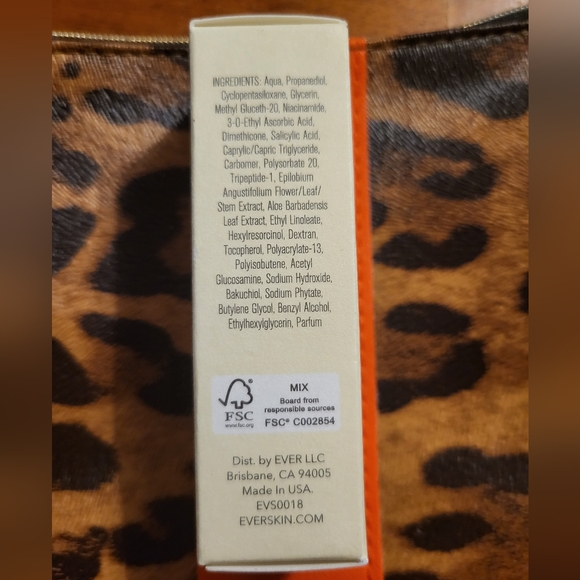 INGREDIENTS: Aqua, Propanediol,
Cyclopentasiloxane, Glycerin,
Methyl Gluceth-20, Niacinamide,
3-O-Ethyl Ascorbic Acid,
Dimethicone, Salicylic Acid,
Caprylic/Capric Triglyceride,
Carbomer, Polysorbate 20,
Tripeptide-1, Epilobium
Angustifolium Flower/Leaf/
Stem Extract, Aloe Barbadensis
Leaf Extract, Ethyl Linoleate,
Hexylresorcinol, Dextran,
Tocopherol, Polyacrylate-13,
Polyisobutene, Acetyl
Glucosamine, Sodium Hydroxide,
Bakuchiol, Sodium Phytate,
Butylene Glycol, Benzyl Alcohol,
Ethylhexylglycerin, Parfum
FSC
www.fsc.org
MIX
Board from
responsible sources
FSC® C002854
Dist. by EVER LLC
Brisbane, CA 94005
Made In USA.
EVS0018
EVERSKIN.COM